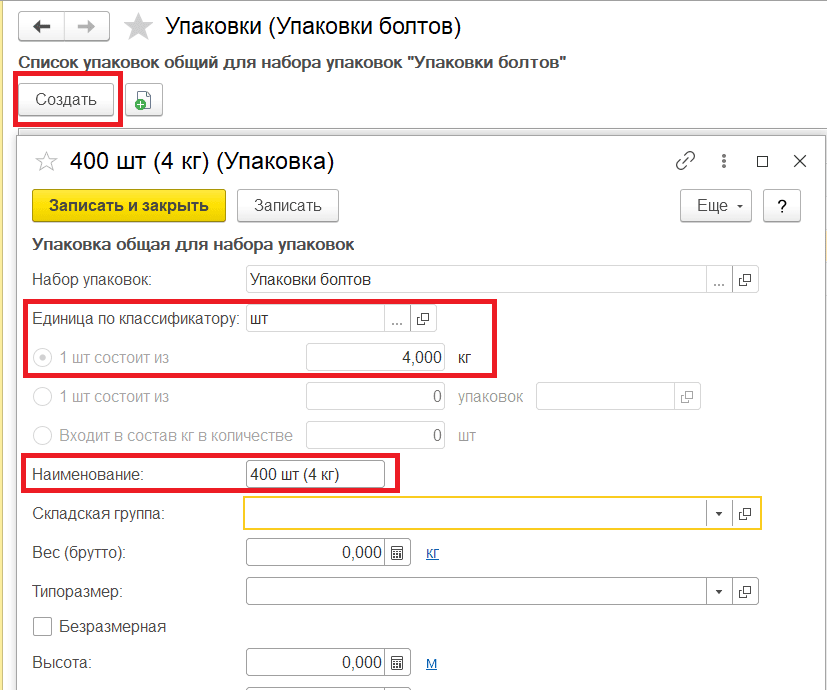 Упаковки (Упаковки болтов)
Список упаковок общий для набора упаковок "Упаковки болтов"
Создать
400 шт (4 кг) (Упаковка)
Записать и закрыть Записать Еще ?
Упаковка общая для набора упаковок
Набор упаковок: Упаковки болтов ...
Единица по классификатору: шт ...
1 шт состоит из 4,000 кг
1 шт состоит из 0 упаковок
Входит в состав кг в количестве 0 шт
Наименование: 400 шт (4 кг)
Складская группа:
Вес (брутто): 0,000 кг
Типоразмер:
Безразмерная
Высота: 0,000 м